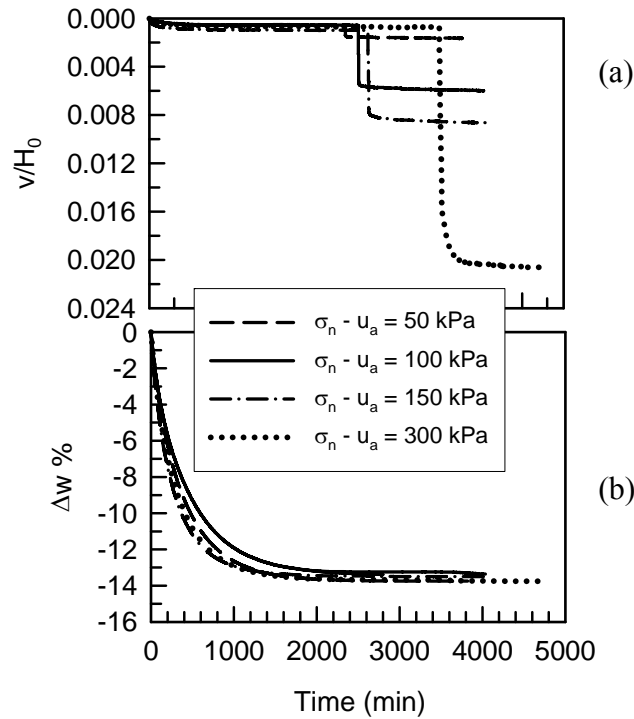 0.000
0.004
0.008
0.012
0.016
0.020
0.024
v/H₀
(a)
σₙ - uₐ = 50 kPa
σₙ - uₐ = 100 kPa
σₙ - uₐ = 150 kPa
σₙ - uₐ = 300 kPa
0
-2
-4
-6
-8
-10
-12
-14
-16
Δw %
(b)
0 1000 2000 3000 4000 5000
Time (min)